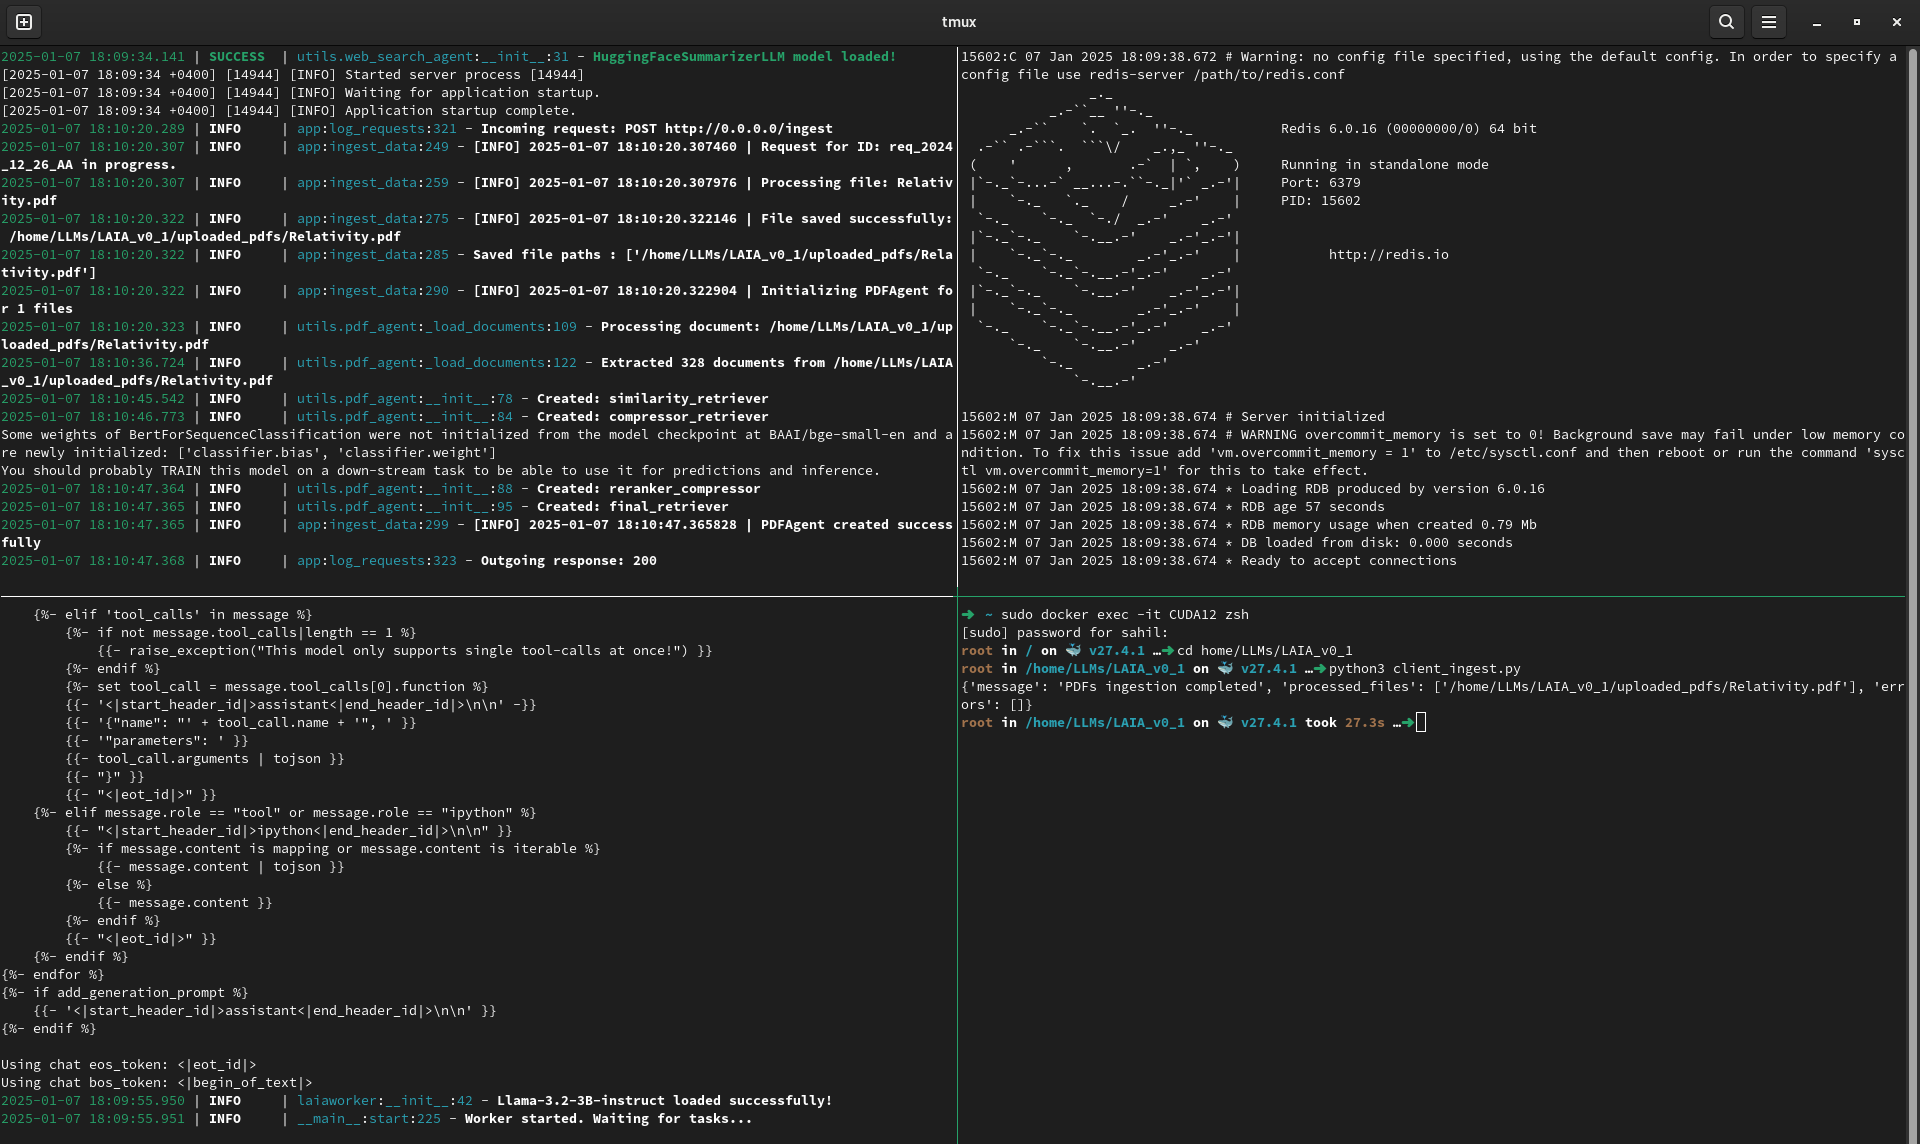 tmux
2025-01-07 18:09:34.141 | SUCCESS  | utils.web_search_agent:__init__:31 - HuggingFaceSummarizerLLM model loaded!
[2025-01-07 18:09:34 +0400] [14944] [INFO] Started server process [14944]
[2025-01-07 18:09:34 +0400] [14944] [INFO] Waiting for application startup.
[2025-01-07 18:09:34 +0400] [14944] [INFO] Application startup complete.
2025-01-07 18:10:20.289 | INFO     | app:log_requests:321 - Incoming request: POST http://0.0.0.0/ingest
2025-01-07 18:10:20.307 | INFO     | app:ingest_data:249 - [INFO] 2025-01-07 18:10:20.307460 | Request for ID: req_2024
_12_26_AA in progress.
2025-01-07 18:10:20.307 | INFO     | app:ingest_data:259 - [INFO] 2025-01-07 18:10:20.307976 | Processing file: Relativ
ity.pdf
2025-01-07 18:10:20.322 | INFO     | app:ingest_data:275 - [INFO] 2025-01-07 18:10:20.322146 | File saved successfully:
 /home/LLMs/LAIA_v0_1/uploaded_pdfs/Relativity.pdf
2025-01-07 18:10:20.322 | INFO     | app:ingest_data:285 - Saved file paths : ['/home/LLMs/LAIA_v0_1/uploaded_pdfs/Rela
tivity.pdf']
2025-01-07 18:10:20.322 | INFO     | app:ingest_data:290 - [INFO] 2025-01-07 18:10:20.322904 | Initializing PDFAgent fo
r 1 files
2025-01-07 18:10:20.323 | INFO     | utils.pdf_agent:_load_documents:109 - Processing document: /home/LLMs/LAIA_v0_1/up
loaded_pdfs/Relativity.pdf
2025-01-07 18:10:36.724 | INFO     | utils.pdf_agent:_load_documents:122 - Extracted 328 documents from /home/LLMs/LAIA
_v0_1/uploaded_pdfs/Relativity.pdf
2025-01-07 18:10:45.542 | INFO     | utils.pdf_agent:__init__:78 - Created: similarity_retriever
2025-01-07 18:10:46.773 | INFO     | utils.pdf_agent:__init__:84 - Created: compressor_retriever
Some weights of BertForSequenceClassification were not initialized from the model checkpoint at BAAI/bge-small-en and a
re newly initialized: ['classifier.bias', 'classifier.weight']
You should probably TRAIN this model on a down-stream task to be able to use it for predictions and inference.
2025-01-07 18:10:47.364 | INFO     | utils.pdf_agent:__init__:88 - Created: reranker_compressor
2025-01-07 18:10:47.365 | INFO     | utils.pdf_agent:__init__:95 - Created: final_retriever
2025-01-07 18:10:47.365 | INFO     | app:ingest_data:299 - [INFO] 2025-01-07 18:10:47.365828 | PDFAgent created success
fully
2025-01-07 18:10:47.368 | INFO     | app:log_requests:323 - Outgoing response: 200
15602:C 07 Jan 2025 18:09:38.672 # Warning: no config file specified, using the default config. In order to specify a
config file use redis-server /path/to/redis.conf
Redis 6.0.16 (00000000/0) 64 bit
Running in standalone mode
Port: 6379
PID: 15602
http://redis.io
15602:M 07 Jan 2025 18:09:38.674 # Server initialized
15602:M 07 Jan 2025 18:09:38.674 # WARNING overcommit_memory is set to 0! Background save may fail under low memory co
ndition. To fix this issue add 'vm.overcommit_memory = 1' to /etc/sysctl.conf and then reboot or run the command 'sysc
tl vm.overcommit_memory=1' for this to take effect.
15602:M 07 Jan 2025 18:09:38.674 * Loading RDB produced by version 6.0.16
15602:M 07 Jan 2025 18:09:38.674 * RDB age 57 seconds
15602:M 07 Jan 2025 18:09:38.674 * RDB memory usage when created 0.79 Mb
15602:M 07 Jan 2025 18:09:38.674 * DB loaded from disk: 0.000 seconds
15602:M 07 Jan 2025 18:09:38.674 * Ready to accept connections
    {%- elif 'tool_calls' in message %}
        {%- if not message.tool_calls|length == 1 %}
            {{- raise_exception("This model only supports single tool-calls at once!") }}
        {%- endif %}
        {%- set tool_call = message.tool_calls[0].function %}
        {{- '<|start_header_id|>assistant<|end_header_id|>\n\n' -}}
        {{- '{"name": "' + tool_call.name + '", ' }}
        {{- '"parameters": ' }}
        {{- tool_call.arguments | tojson }}
        {{- "}" }}
        {{- "<|eot_id|>" }}
    {%- elif message.role == "tool" or message.role == "ipython" %}
        {{- "<|start_header_id|>ipython<|end_header_id|>\n\n" }}
        {%- if message.content is mapping or message.content is iterable %}
            {{- message.content | tojson }}
        {%- else %}
            {{- message.content }}
        {%- endif %}
        {{- "<|eot_id|>" }}
    {%- endif %}
{%- endfor %}
{%- if add_generation_prompt %}
    {{- '<|start_header_id|>assistant<|end_header_id|>\n\n' }}
{%- endif %}
Using chat eos_token: <|eot_id|>
Using chat bos_token: <|begin_of_text|>
2025-01-07 18:09:55.950 | INFO     | laiaworker:__init__:42 - Llama-3.2-3B-instruct loaded successfully!
2025-01-07 18:09:55.951 | INFO     | __main__:start:225 - Worker started. Waiting for tasks...
➜ ~ sudo docker exec -it CUDA12 zsh
[sudo] password for sahil:
root in / on 🐳 v27.4.1 …➜ cd home/LLMs/LAIA_v0_1
root in /home/LLMs/LAIA_v0_1 on 🐳 v27.4.1 …➜ python3 client_ingest.py
{'message': 'PDFs ingestion completed', 'processed_files': ['/home/LLMs/LAIA_v0_1/uploaded_pdfs/Relativity.pdf'], 'err
ors': []}
root in /home/LLMs/LAIA_v0_1 on 🐳 v27.4.1 took 27.3s …➜